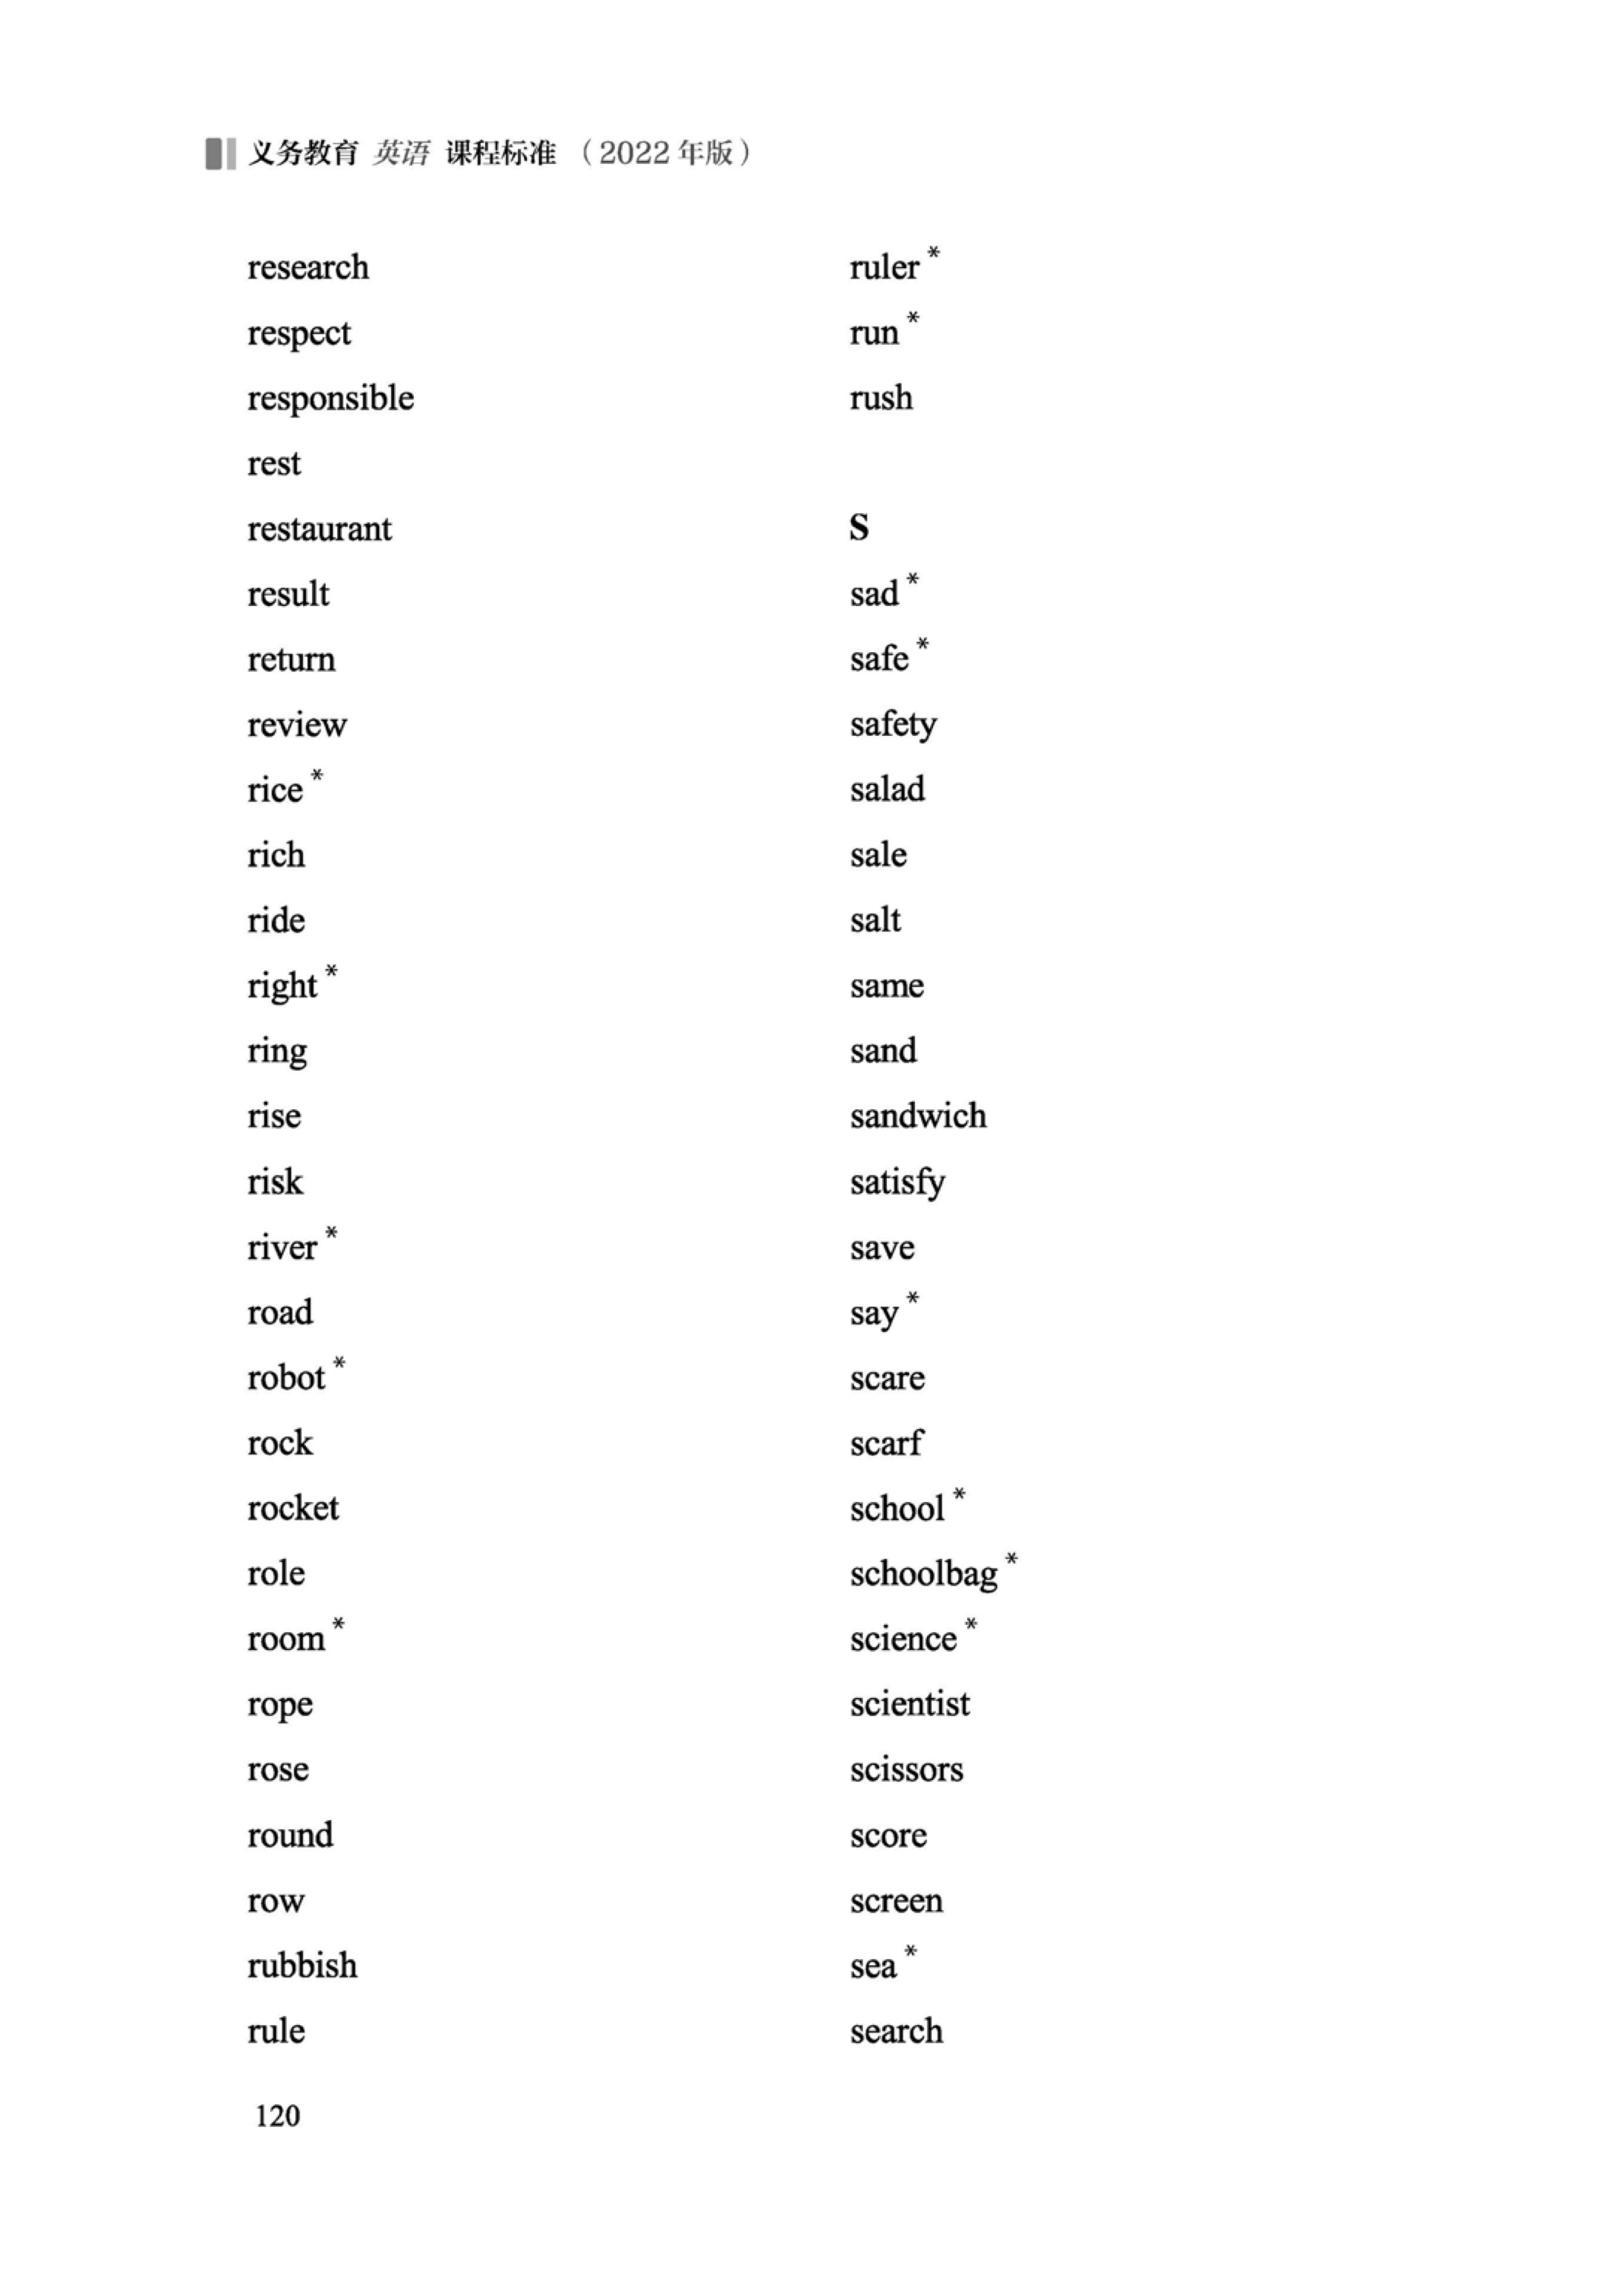 义务教育 英语 课程标准（2022 年版）
research
respect
responsible
rest
restaurant
result
return
review
rice *
rich
ride
right *
ring
rise
risk
river *
road
robot *
rock
rocket
role
room *
rope
rose
round
row
rubbish
rule
ruler *
run *
rush
S
sad *
safe *
safety
salad
sale
salt
same
sand
sandwich
satisfy
save
say *
scare
scarf
school *
schoolbag *
science *
scientist
scissors
score
screen
sea *
search
120